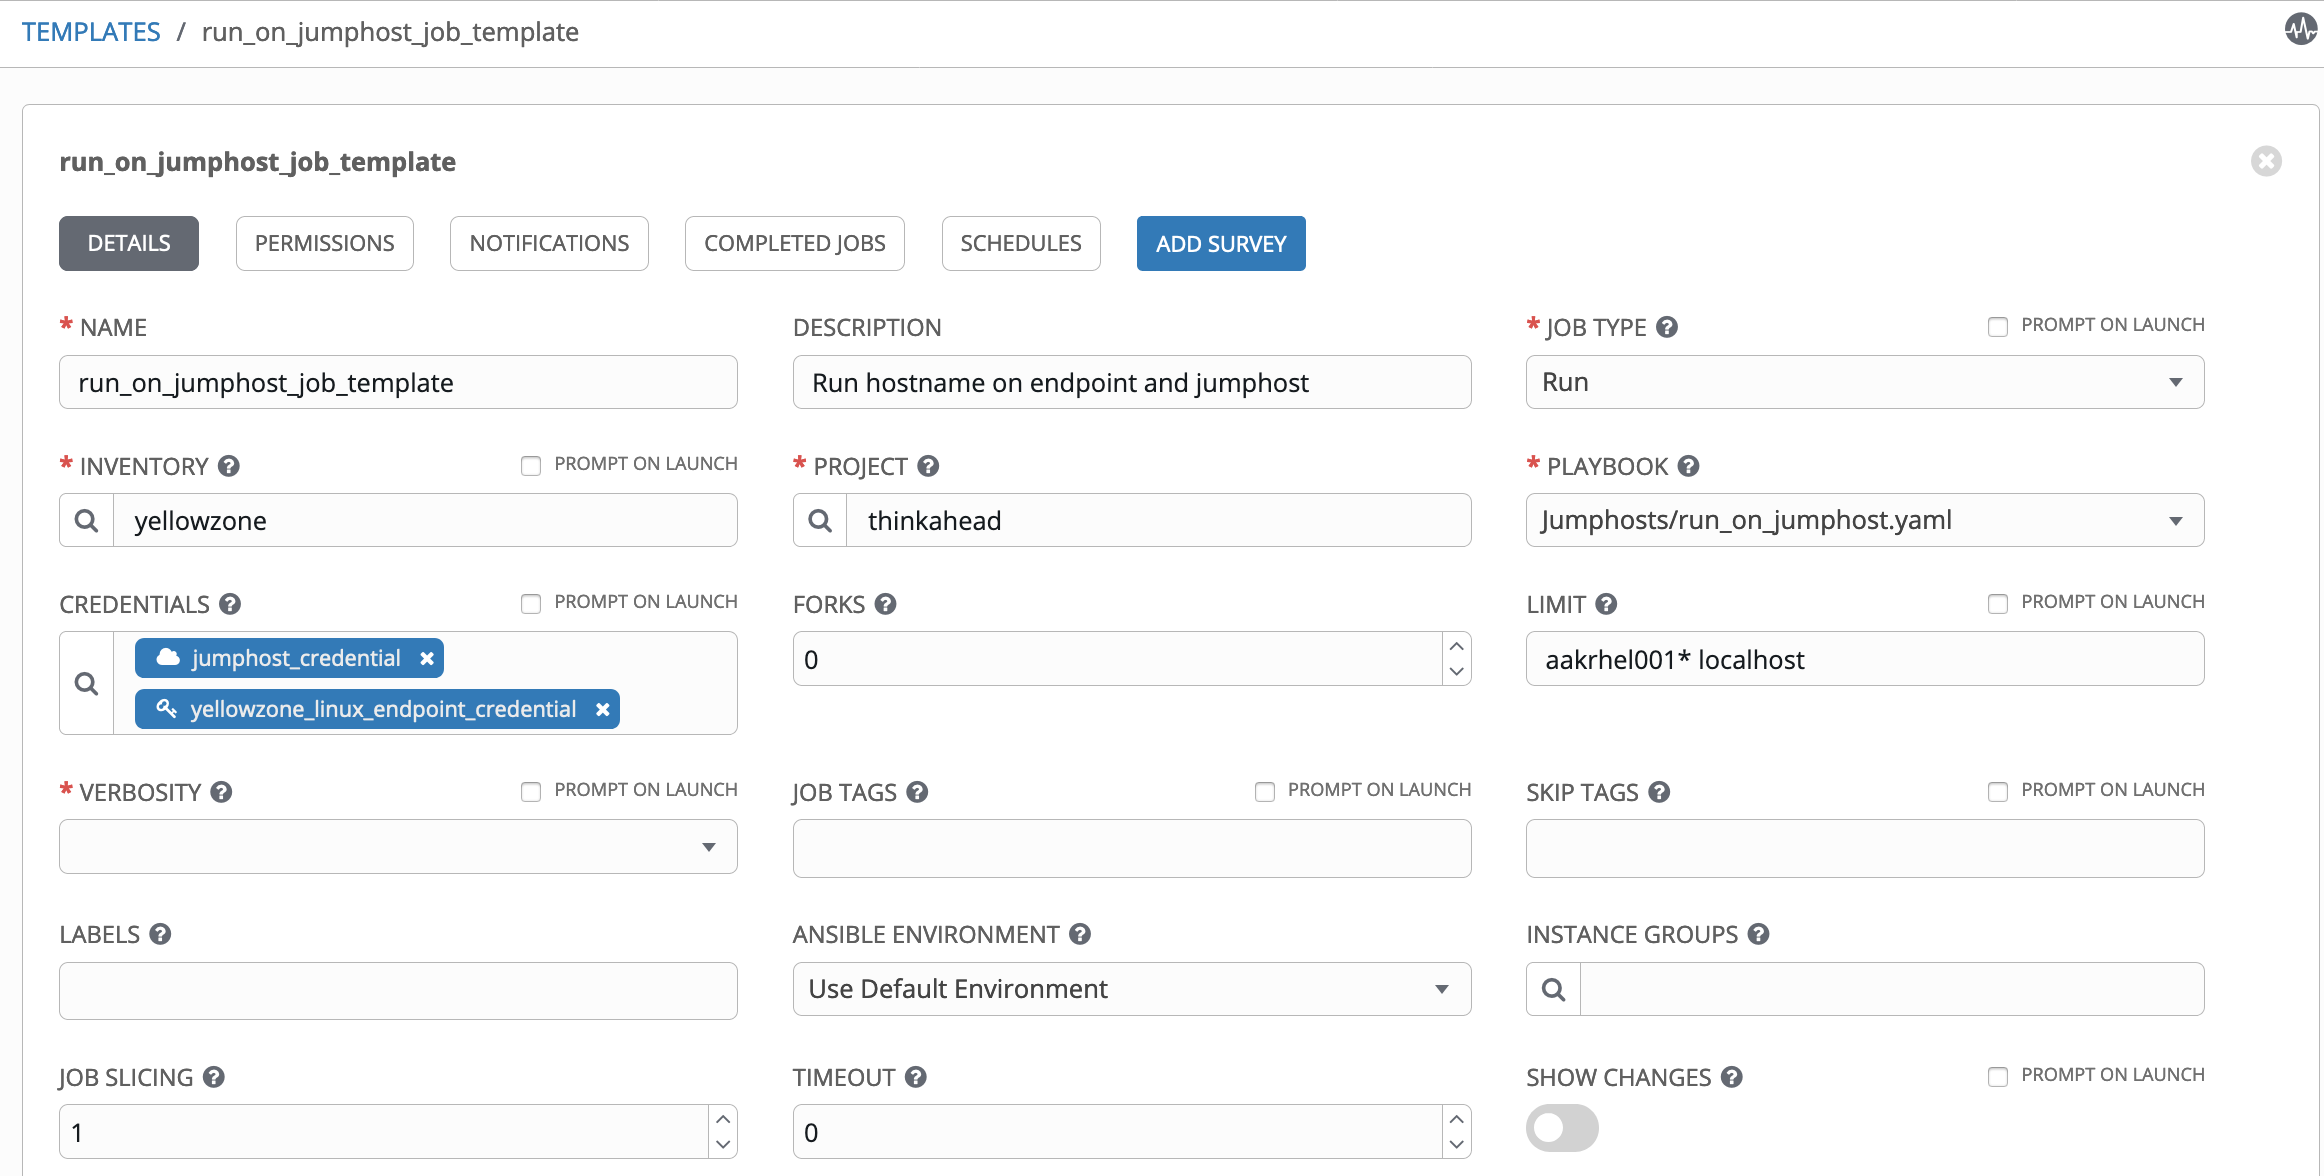 TEMPLATES / run_on_jumphost_job_template
run_on_jumphost_job_template
DETAILS PERMISSIONS NOTIFICATIONS COMPLETED JOBS SCHEDULES ADD SURVEY
* NAME DESCRIPTION * JOB TYPE ? PROMPT ON LAUNCH
run_on_jumphost_job_template Run hostname on endpoint and jumphost Run
* INVENTORY ? PROMPT ON LAUNCH * PROJECT ? * PLAYBOOK ?
yellowzone thinkahead Jumphosts/run_on_jumphost.yaml
CREDENTIALS ? PROMPT ON LAUNCH FORKS ? LIMIT ? PROMPT ON LAUNCH
jumphost_credential 0 aakrhel001* localhost
yellowzone_linux_endpoint_credential
* VERBOSITY ? PROMPT ON LAUNCH JOB TAGS ? PROMPT ON LAUNCH SKIP TAGS ? PROMPT ON LAUNCH
LABELS ? ANSIBLE ENVIRONMENT ? INSTANCE GROUPS ?
Use Default Environment
JOB SLICING ? TIMEOUT ? SHOW CHANGES ? PROMPT ON LAUNCH
1 0